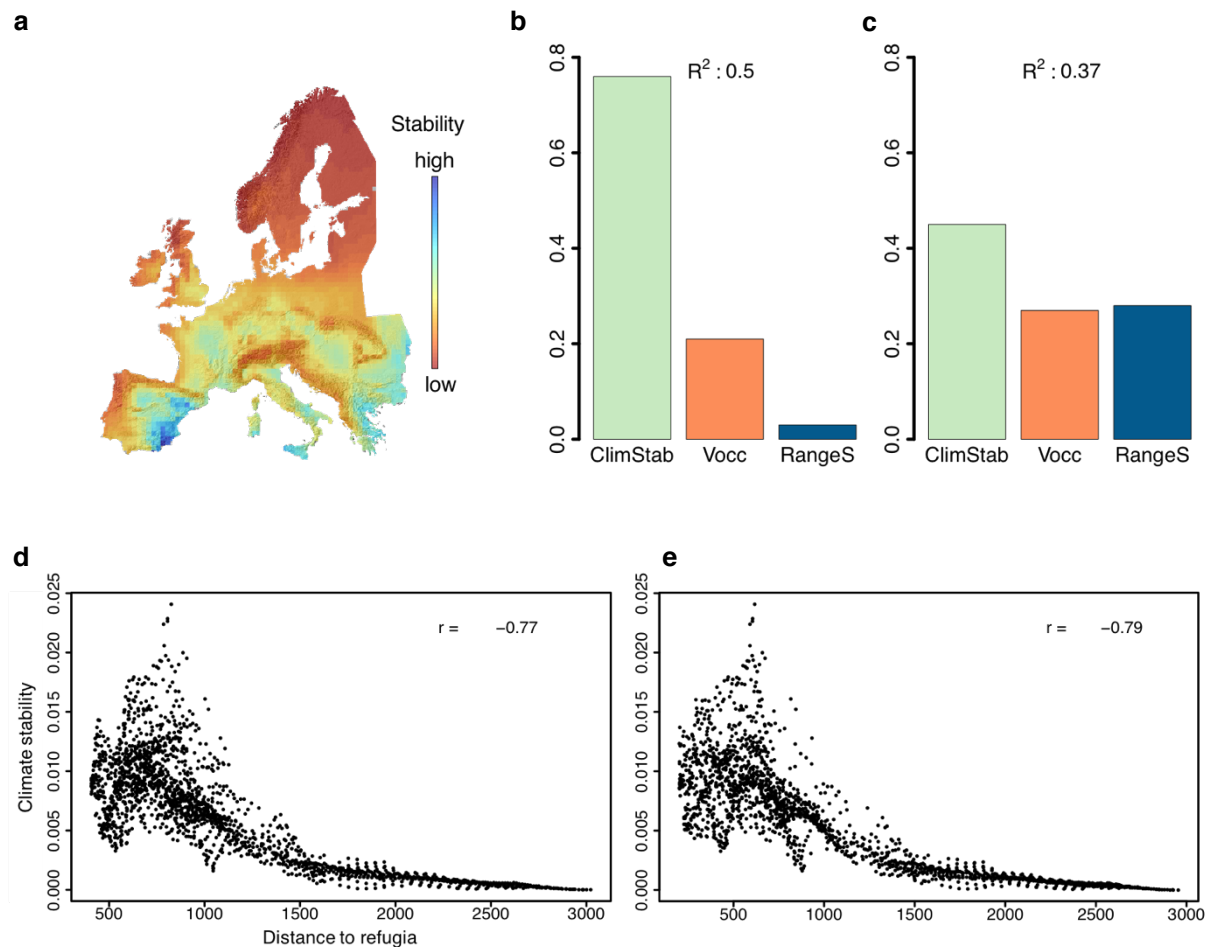 a
Stability
high
low
b
R² : 0.5
0.8
0.6
0.4
0.2
0.0
ClimStab Vocc RangeS
c
R² : 0.37
0.8
0.6
0.4
0.2
0.0
ClimStab Vocc RangeS
d
r = −0.77
Climate stability
0.025
0.020
0.015
0.010
0.005
0.000
500 1000 1500 2000 2500 3000
Distance to refugia
e
r = −0.79
0.025
0.020
0.015
0.010
0.005
0.000
500 1000 1500 2000 2500 3000